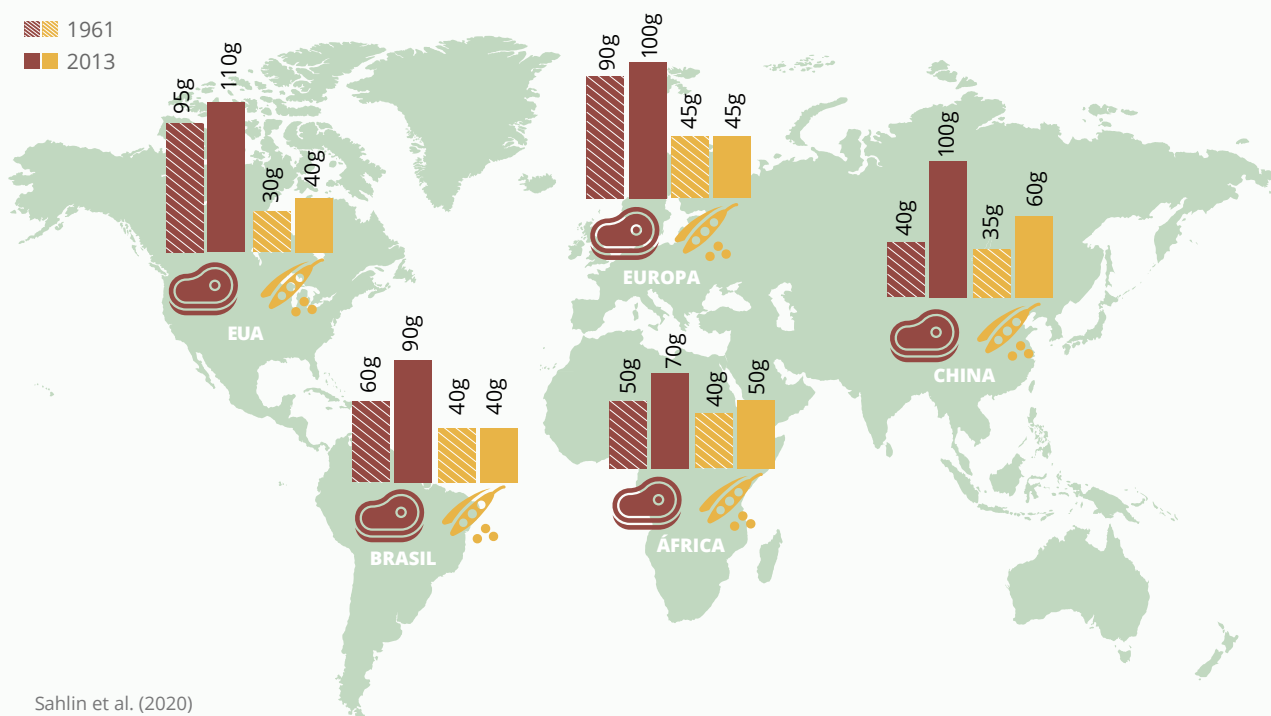 1961
2013
95g
110g
30g
40g
EUA
90g
100g
45g
45g
EUROPA
40g
100g
35g
60g
CHINA
60g
90g
40g
40g
BRASIL
50g
70g
40g
50g
ÁFRICA
Sahlin et al. (2020)